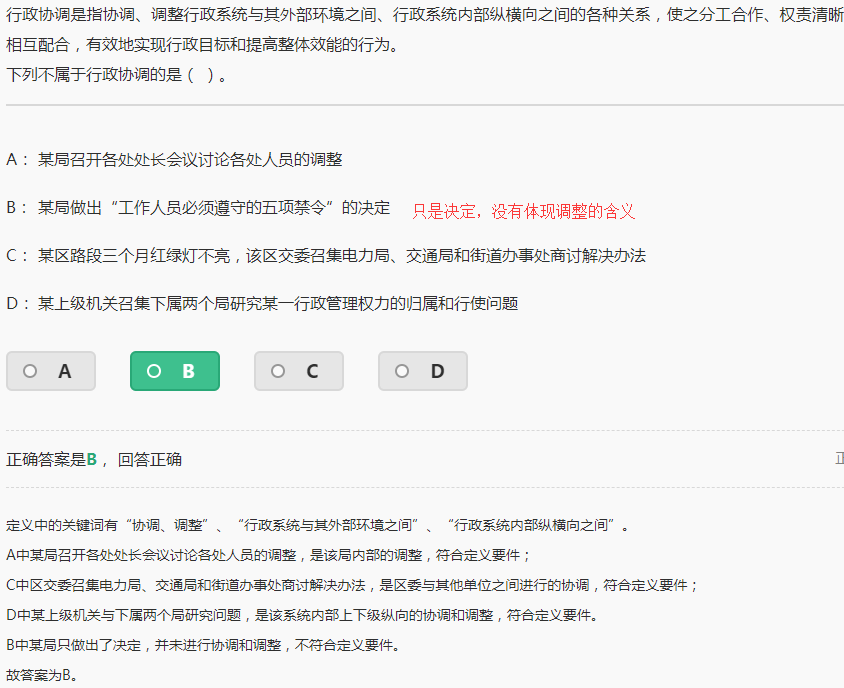 行政协调是指协调、调整行政系统与其外部环境之间、行政系统内部纵横向之间的各种关系，使之分工合作、权责清晰
相互配合，有效地实现行政目标和提高整体效能的行为。
下列不属于行政协调的是（ ）。
A： 某局召开各处处长会议讨论各处人员的调整
B： 某局做出“工作人员必须遵守的五项禁令”的决定 只是决定，没有体现调整的含义
C： 某区路段三个月红绿灯不亮，该区交委召集电力局、交通局和街道办事处商讨解决办法
D： 某上级机关召集下属两个局研究某一行政管理权力的归属和行使问题
A B C D
正确答案是B， 回答正确 正
定义中的关键词有“协调、调整”、“行政系统与其外部环境之间”、“行政系统内部纵横向之间”。
A中某局召开各处处长会议讨论各处人员的调整，是该局内部的调整，符合定义要件；
C中区交委召集电力局、交通局和街道办事处商讨解决办法，是区委与其他单位之间进行的协调，符合定义要件；
D中某上级机关与下属两个局研究问题，是该系统内部上下级纵向的协调和调整，符合定义要件。
B中某局只做出了决定，并未进行协调和调整，不符合定义要件。
故答案为B。